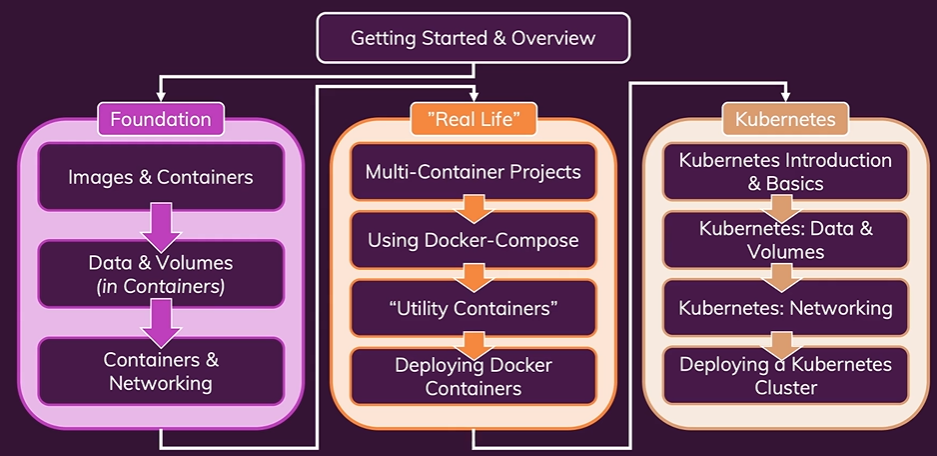 Getting Started & Overview
Foundation
Images & Containers
Data & Volumes
(in Containers)
Containers &
Networking
”Real Life”
Multi-Container Projects
Using Docker-Compose
“Utility Containers”
Deploying Docker
Containers
Kubernetes
Kubernetes Introduction
& Basics
Kubernetes: Data &
Volumes
Kubernetes: Networking
Deploying a Kubernetes
Cluster